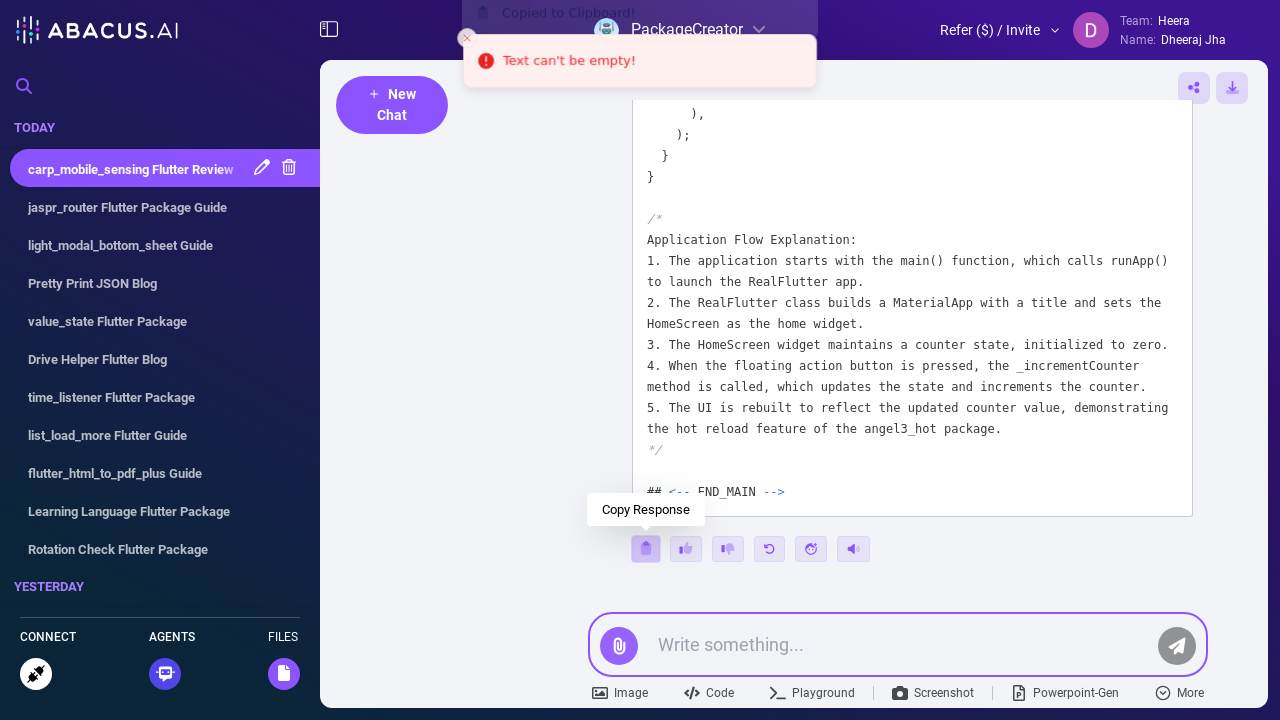 ABACUS.AI
Copied to Clipboard!
PackageCreator
Text can't be empty!
Refer ($) / Invite
D
Team: Heera
Name: Dheeraj Jha
+ New
Chat
TODAY
carp_mobile_sensing Flutter Review
jaspr_router Flutter Package Guide
light_modal_bottom_sheet Guide
Pretty Print JSON Blog
value_state Flutter Package
Drive Helper Flutter Blog
time_listener Flutter Package
list_load_more Flutter Guide
flutter_html_to_pdf_plus Guide
Learning Language Flutter Package
Rotation Check Flutter Package
YESTERDAY
CONNECT
AGENTS
FILES
),
);
}
}
/*
Application Flow Explanation:
1. The application starts with the main() function, which calls runApp()
to launch the RealFlutter app.
2. The RealFlutter class builds a MaterialApp with a title and sets the
HomeScreen as the home widget.
3. The HomeScreen widget maintains a counter state, initialized to zero.
4. When the floating action button is pressed, the _incrementCounter
method is called, which updates the state and increments the counter.
5. The UI is rebuilt to reflect the updated counter value, demonstrating
the hot reload feature of the angel3_hot package.
*/
## <-- END_MAIN -->
Copy Response
Write something...
Image
Code
Playground
Screenshot
Powerpoint-Gen
More